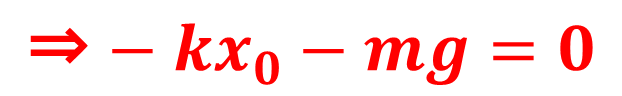 ⇒ − kx₀ − mg = 0